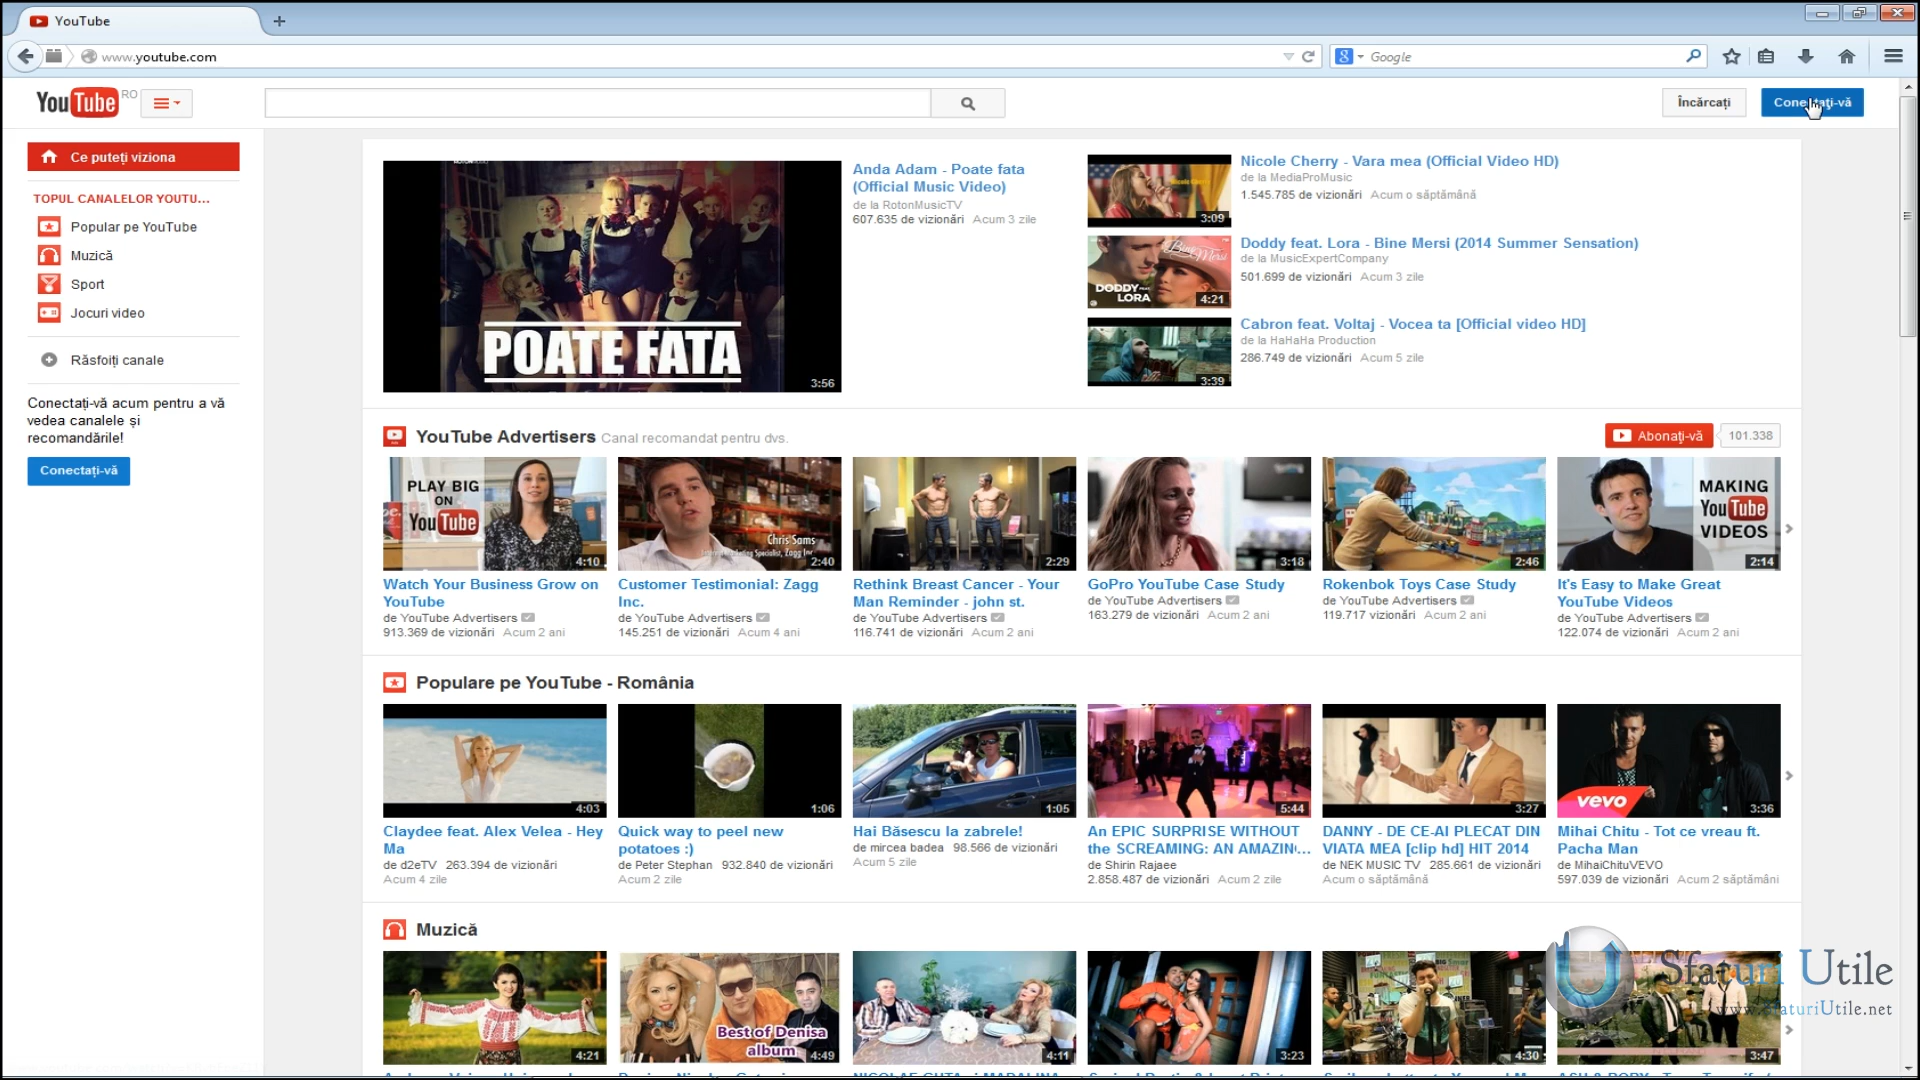 YouTube
www.youtube.com
Google
YouTube RO
Încărcați
Conectați-vă
Ce puteți viziona
TOPUL CANALELOR YOUTU...
Popular pe YouTube
Muzică
Sport
Jocuri video
Răsfoiți canale
Conectați-vă acum pentru a vă
vedea canalele și
recomandările!
Conectați-vă
POATE FATA
3:56
Anda Adam - Poate fata
(Official Music Video)
de la RotonMusicTV
607.635 de vizionări Acum 3 zile
3:09
Nicole Cherry - Vara mea (Official Video HD)
de la MediaProMusic
1.545.785 de vizionări Acum o săptămână
Bine Mersi
DODDY
LORA
4:21
Doddy feat. Lora - Bine Mersi (2014 Summer Sensation)
de la MusicExpertCompany
501.699 de vizionări Acum 3 zile
3:39
Cabron feat. Voltaj - Vocea ta [Official video HD]
de la HaHaHa Production
286.749 de vizionări Acum 5 zile
YouTube Advertisers Canal recomandat pentru dvs.
Abonați-vă 101.338
PLAY BIG
ON
YouTube
4:10
Watch Your Business Grow on
YouTube
de YouTube Advertisers
913.369 de vizionări Acum 2 ani
Chris Sams
2:40
Customer Testimonial: Zagg
Inc.
de YouTube Advertisers
145.251 de vizionări Acum 4 ani
2:29
Rethink Breast Cancer - Your
Man Reminder - john st.
de YouTube Advertisers
116.741 de vizionări Acum 2 ani
3:18
GoPro YouTube Case Study
de YouTube Advertisers
163.279 de vizionări Acum 2 ani
2:46
Rokenbok Toys Case Study
de YouTube Advertisers
119.717 vizionări Acum 2 ani
MAKING
YouTube
VIDEOS
2:14
It's Easy to Make Great
YouTube Videos
de YouTube Advertisers
122.074 de vizionări Acum 2 ani
Populare pe YouTube - România
4:03
Claydee feat. Alex Velea - Hey
Ma
de d2eTV 263.394 de vizionări
Acum 4 zile
1:06
Quick way to peel new
potatoes :)
de Peter Stephan 932.840 de vizionări
Acum 2 zile
1:05
Hai Băsescu la zabrele!
de mircea badea 98.566 de vizionări
Acum 5 zile
5:44
An EPIC SURPRISE WITHOUT
the SCREAMING: AN AMAZIN...
de Shirin Rajaee
2.858.487 de vizionări Acum 2 zile
3:27
DANNY - DE CE-AI PLECAT DIN
VIATA MEA [clip hd] HIT 2014
de NEK MUSIC TV 285.661 de vizionări
Acum o săptămână
vevo
3:36
Mihai Chitu - Tot ce vreau ft.
Pacha Man
de MihaiChituVEVO
597.039 de vizionări Acum 2 săptămâni
Muzică
4:21
Best of Denisa
album
4:49
4:11
3:23
4:30
3:47
Sfaturi Utile
www.SfaturiUtile.net